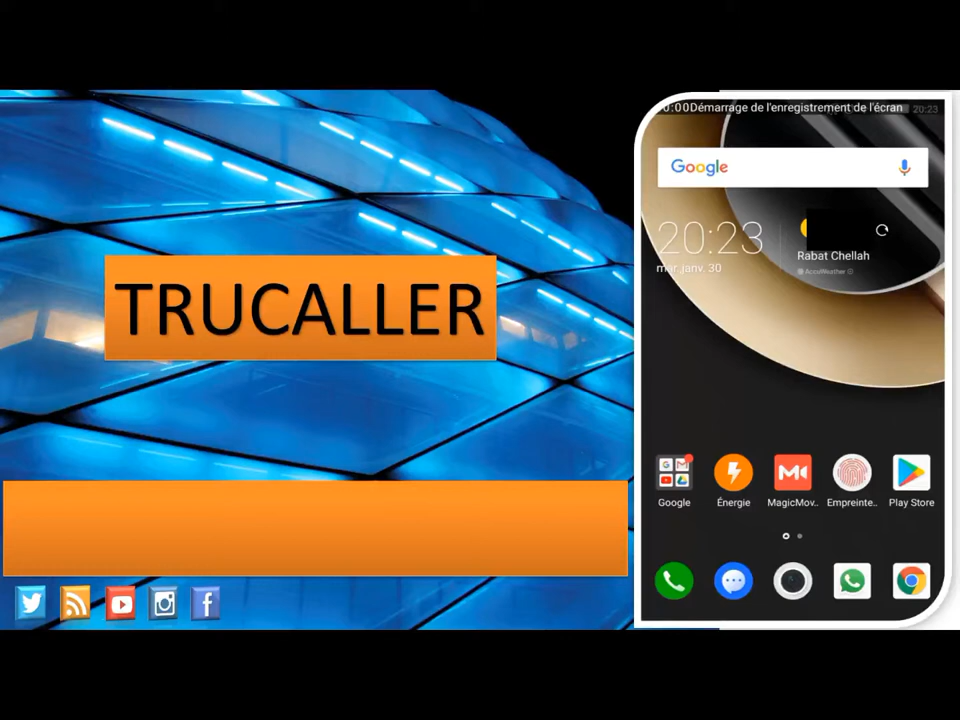 TRUCALLER
0:00Démarrage de l'enregistrement de l'écran 20:23
Google
20:23
mar. janv. 30
Rabat Chellah
AccuWeather
Google
Énergie
MagicMov..
Empreinte..
Play Store